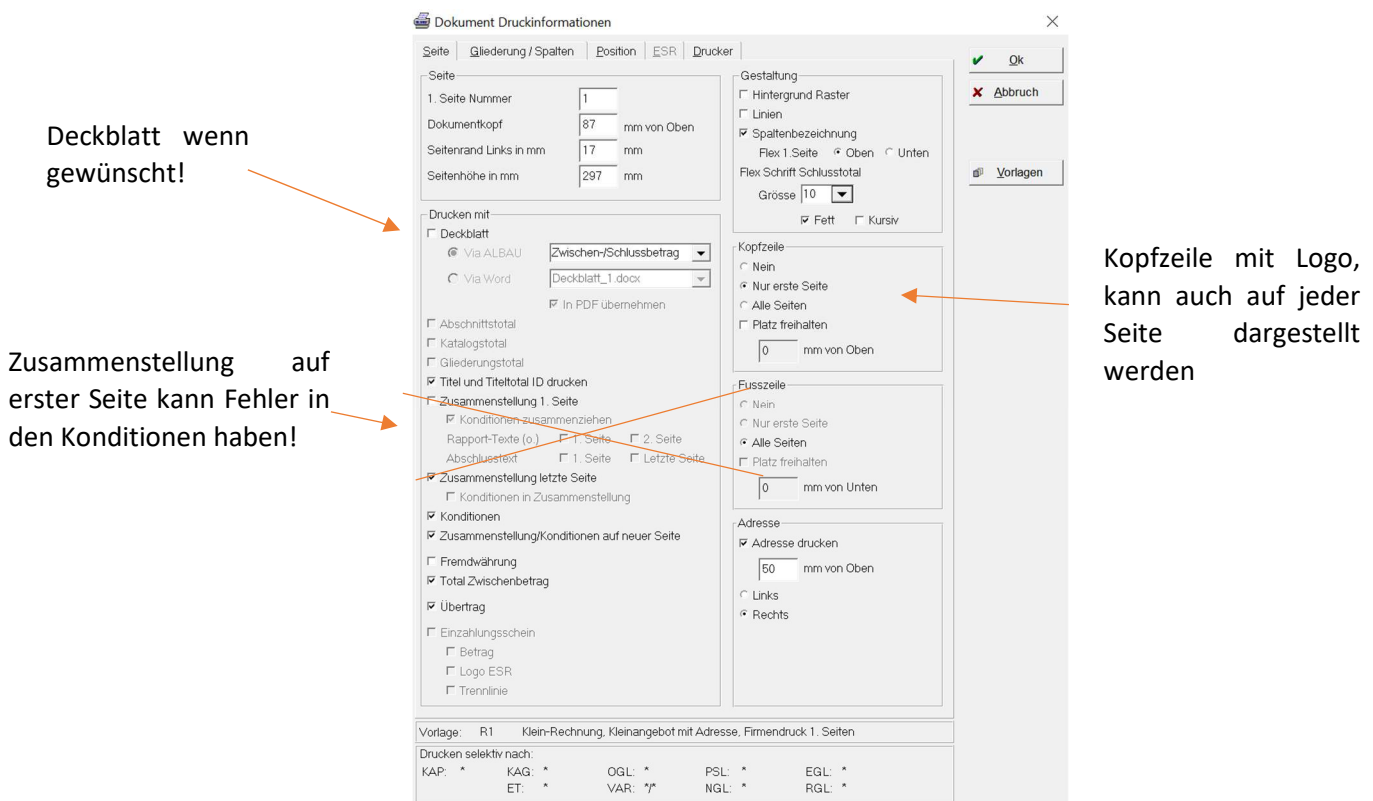 Dokument Druckinformationen
Seite Gliederung / Spalten Position ESR Drucker
Ok
Abbruch
Vorlagen
Deckblatt wenn
gewünscht!
Zusammenstellung auf
erster Seite kann Fehler in
den Konditionen haben!
Seite
1. Seite Nummer 1
Dokumentkopf 87 mm von Oben
Seitenrand Links in mm 17 mm
Seitenhöhe in mm 297 mm
Drucken mit
Deckblatt
Via ALBAU Zwischen-/Schlussbetrag
Via Word Deckblatt_1.docx
In PDF übernehmen
Abschnittstotal
Katalogstotal
Gliederungstotal
Titel und Titeltotal ID drucken
Zusammenstellung 1. Seite
Konditionen zusammenziehen
Rapport-Texte (o.) 1. Seite 2. Seite
Abschlusstext 1. Seite Letzte Seite
Zusammenstellung letzte Seite
Konditionen in Zusammenstellung
Konditionen
Zusammenstellung/Konditionen auf neuer Seite
Fremdwährung
Total Zwischenbetrag
Übertrag
Einzahlungsschein
Betrag
Logo ESR
Trennlinie
Gestaltung
Hintergrund Raster
Linien
Spaltenbezeichnung
Flex 1.Seite Oben Unten
Flex Schrift Schlusstotal
Grösse 10
Fett Kursiv
Kopfzeile
Nein
Nur erste Seite
Alle Seiten
Platz freihalten
0 mm von Oben
Fusszeile
Nein
Nur erste Seite
Alle Seiten
Platz freihalten
0 mm von Unten
Adresse
Adresse drucken
50 mm von Oben
Links
Rechts
Kopfzeile mit Logo,
kann auch auf jeder
Seite dargestellt
werden
Vorlage: R1 Klein-Rechnung, Kleinangebot mit Adresse, Firmendruck 1. Seiten
Drucken selektiv nach:
KAP: * KAG: * OGL: * PSL: * EGL: *
ET: * VAR: */* NGL: * RGL: *